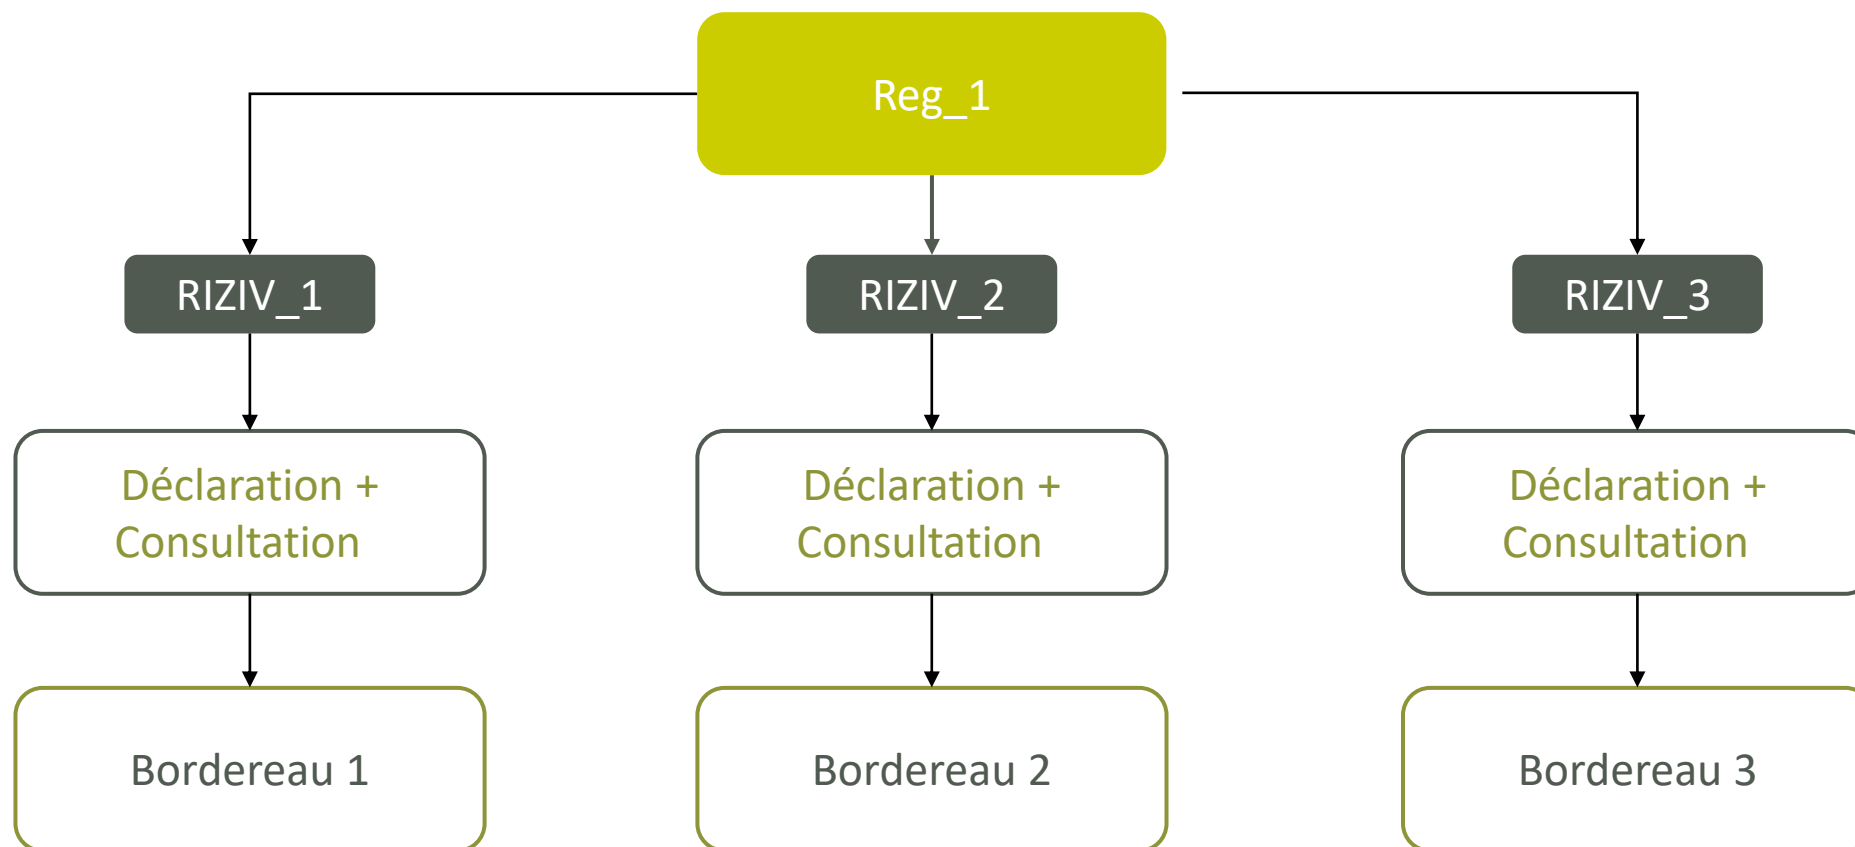 Reg_1
RIZIV_1
RIZIV_2
RIZIV_3
Déclaration +
Consultation
Déclaration +
Consultation
Déclaration +
Consultation
Bordereau 1
Bordereau 2
Bordereau 3